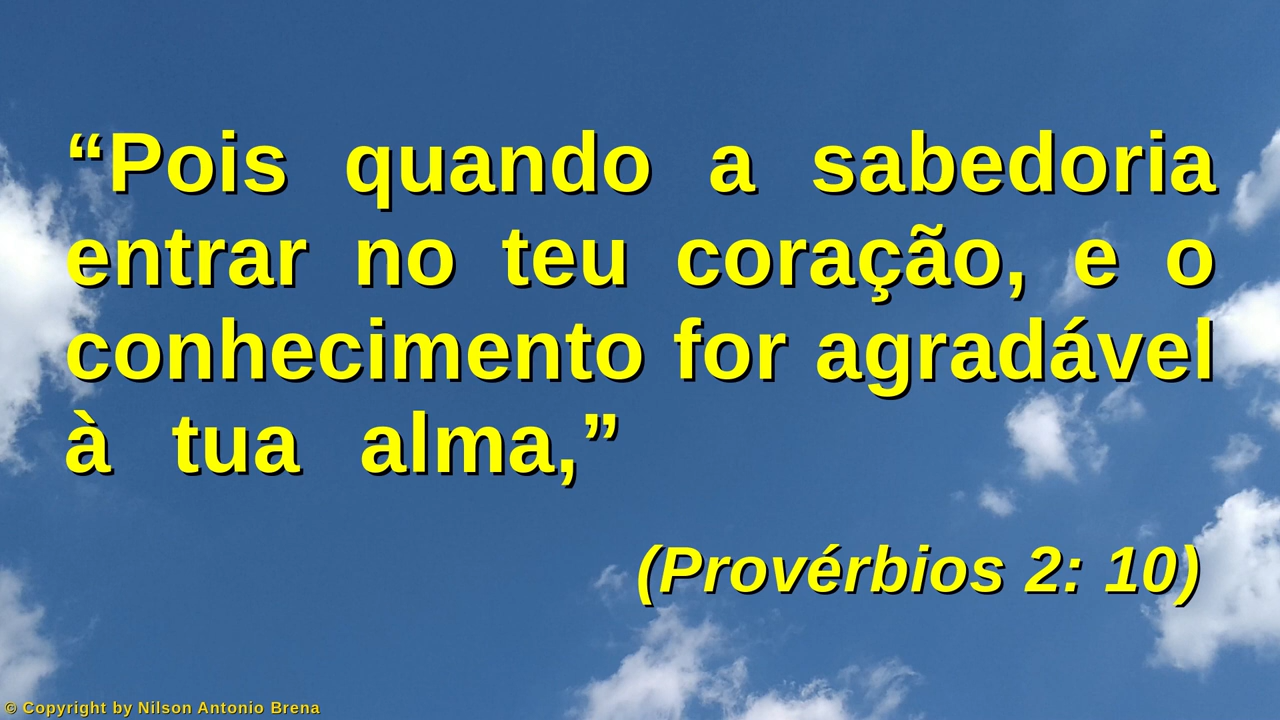 “Pois quando a sabedoria
entrar no teu coração, e o
conhecimento for agradável
à tua alma,”
(Provérbios 2: 10)
© Copyright by Nilson Antonio Brena